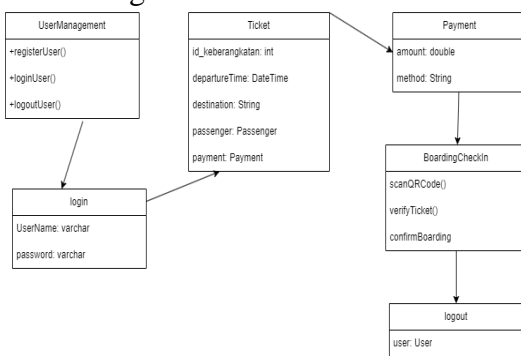 UserManagement
+registerUser()
+loginUser()
+logoutUser()
login
UserName: varchar
password: varchar
Ticket
id_keberangkatan: int
departureTime: DateTime
destination: String
passenger: Passenger
payment: Payment
Payment
amount: double
method: String
BoardingCheckIn
scanQRCode()
verifyTicket()
confirmBoarding
logout
user: User